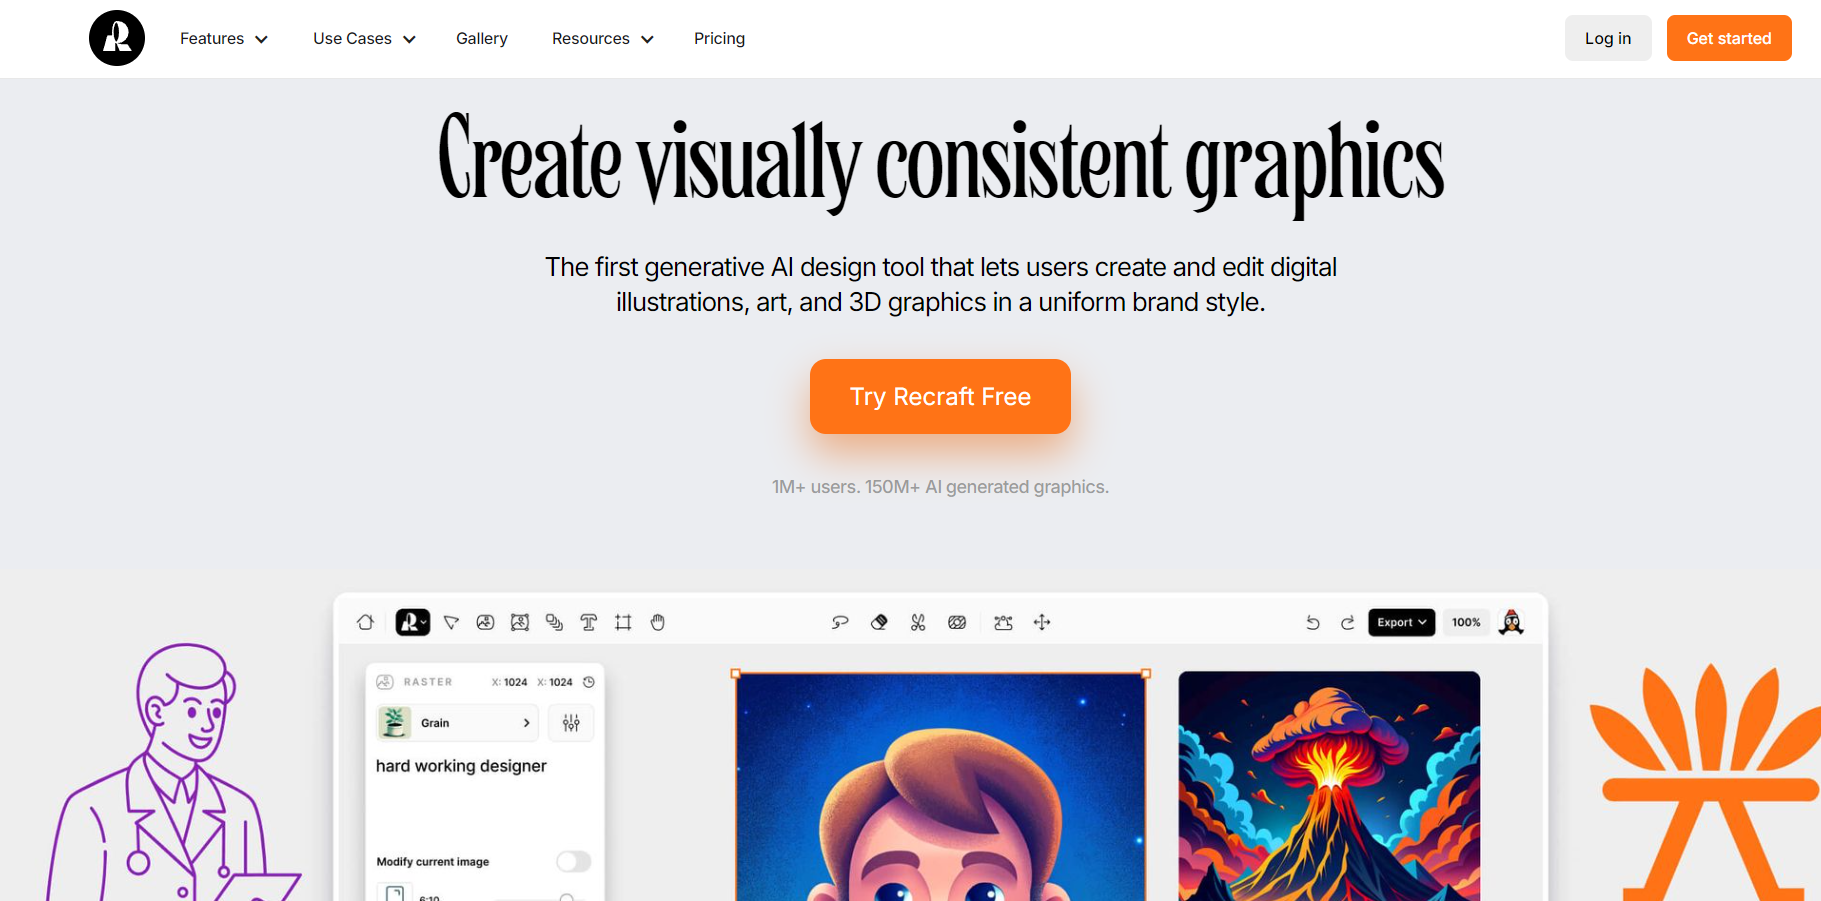 Features
Use Cases
Gallery
Resources
Pricing
Log in
Get started
Create visually consistent graphics
The first generative AI design tool that lets users create and edit digital
illustrations, art, and 3D graphics in a uniform brand style.
Try Recraft Free
1M+ users. 150M+ AI generated graphics.
Export
100%
RASTER
X: 1024 X: 1024
Grain
hard working designer
Modify current image
6:10